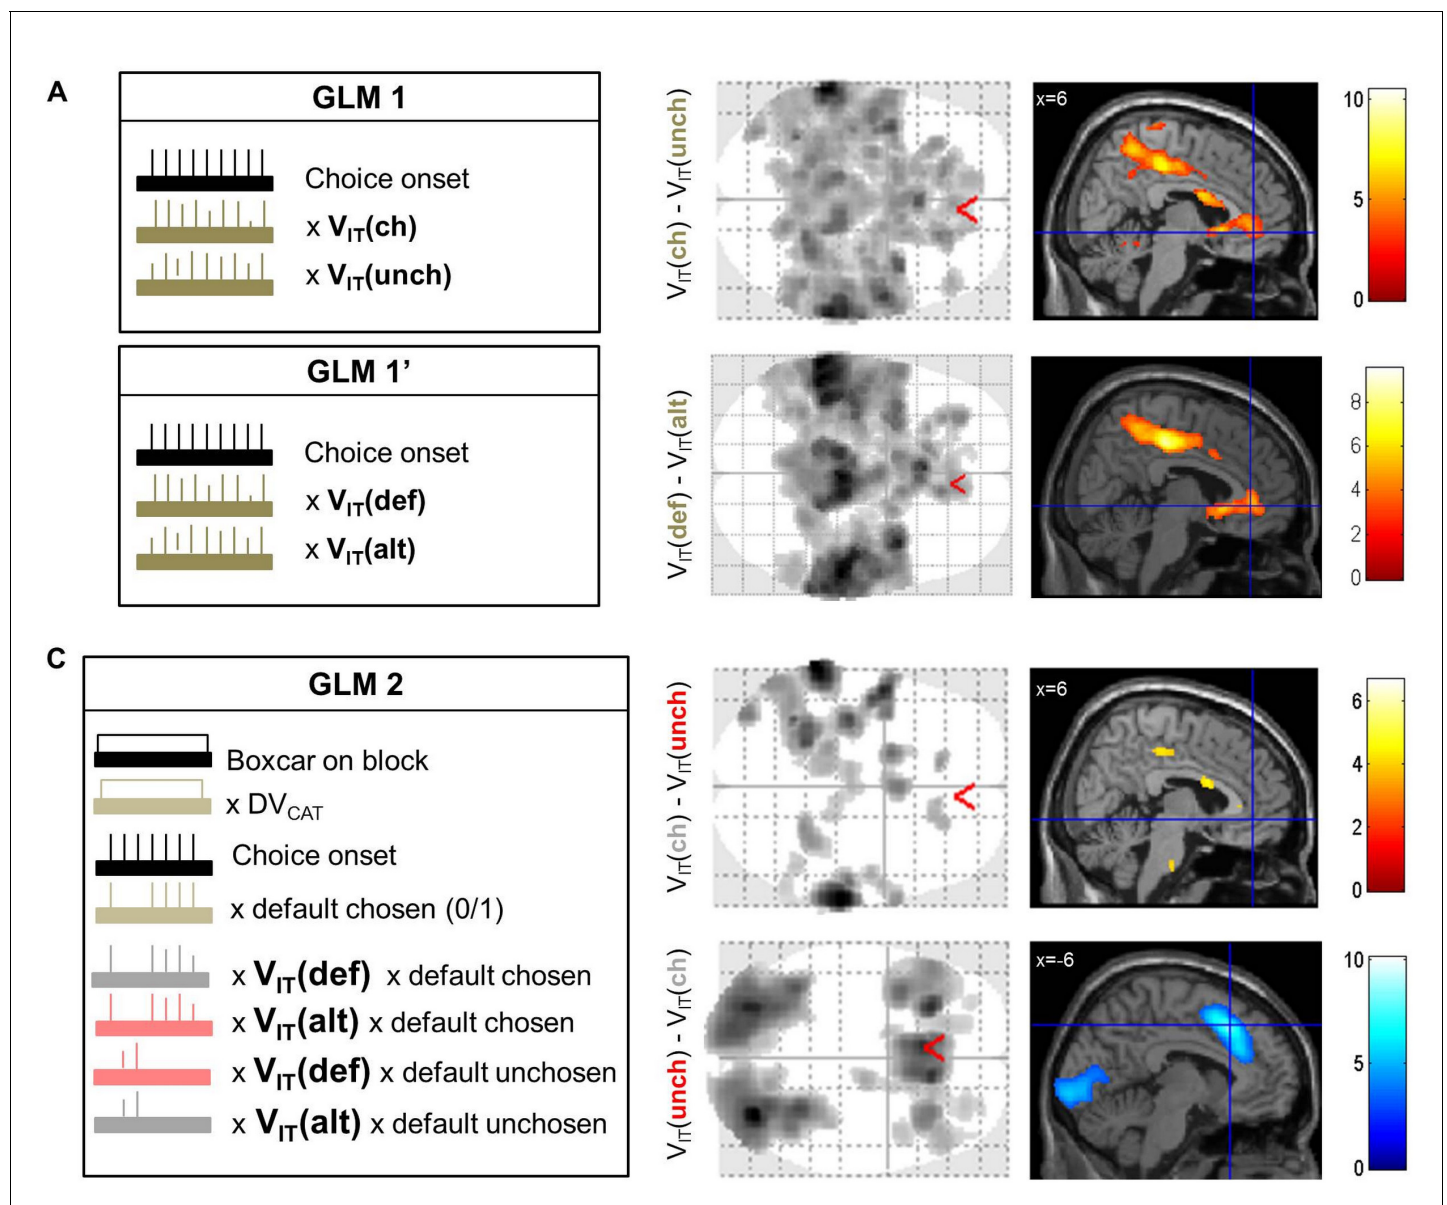 A
GLM 1
Choice onset
x V_IT(ch)
x V_IT(unch)
V_IT(ch) - V_IT(unch)
x=6
10
5
0
GLM 1’
Choice onset
x V_IT(def)
x V_IT(alt)
V_IT(def) - V_IT(alt)
8
6
4
2
0
C
GLM 2
Boxcar on block
x DV_CAT
Choice onset
x default chosen (0/1)
x V_IT(def) x default chosen
x V_IT(alt) x default chosen
x V_IT(def) x default unchosen
x V_IT(alt) x default unchosen
V_IT(ch) - V_IT(unch)
x=6
6
4
2
0
V_IT(unch) - V_IT(ch)
x=-6
10
5
0